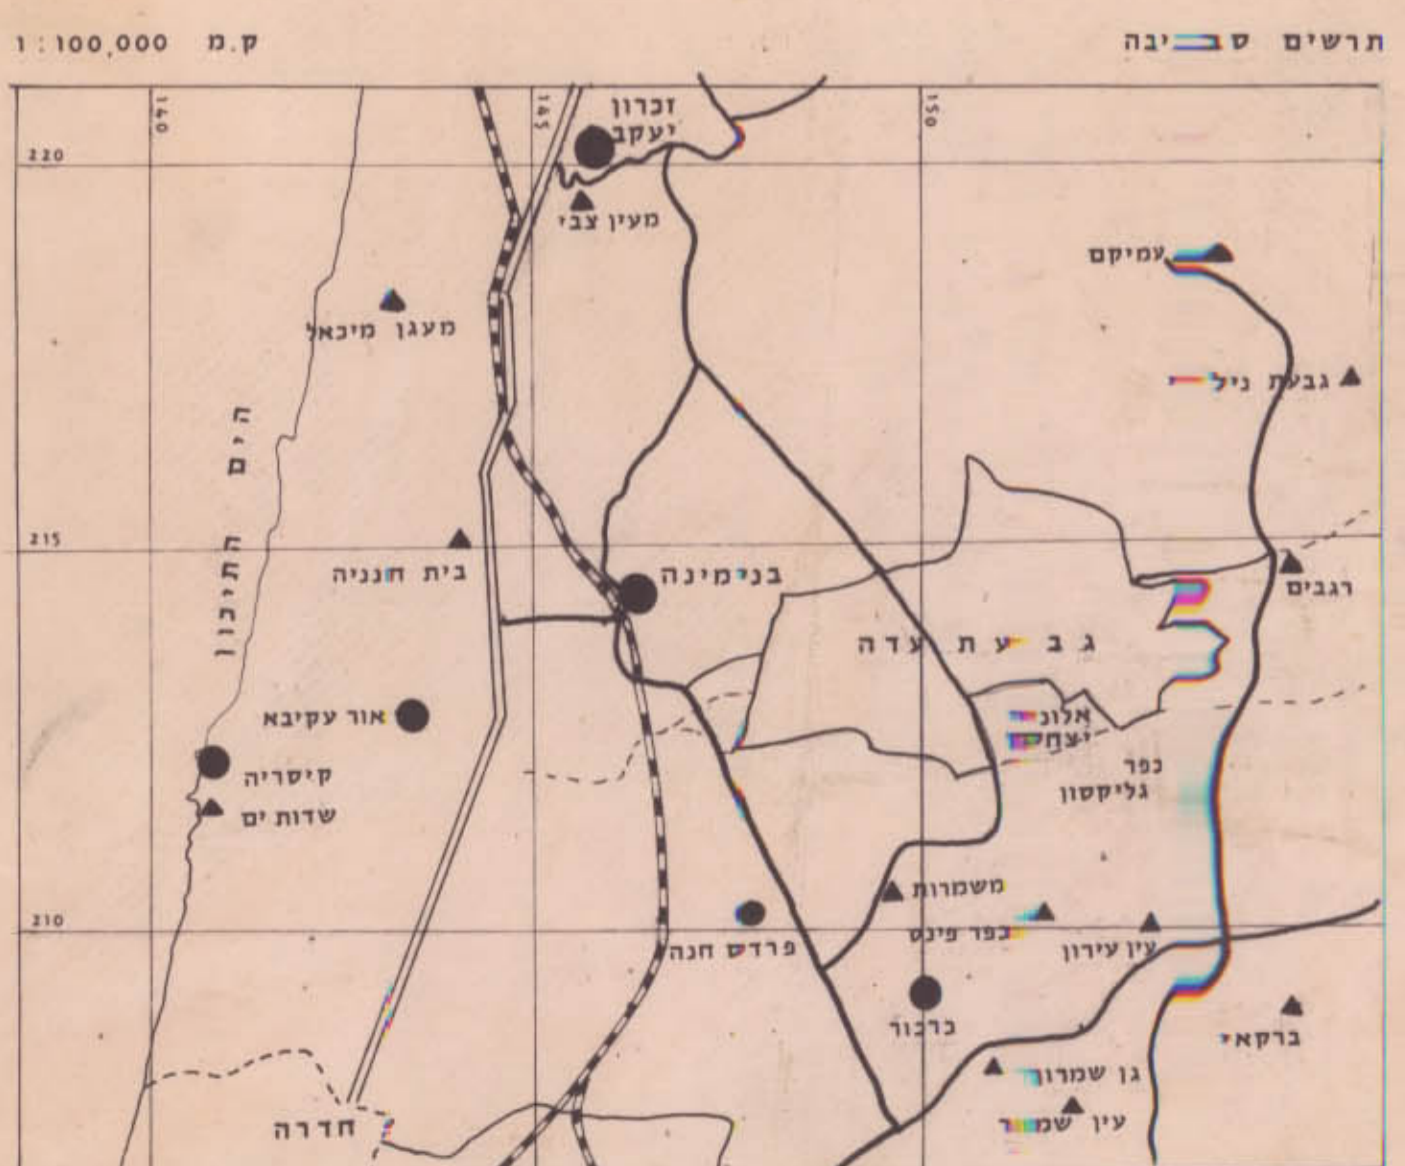 תרשים סביבה
1:100,000 ק.מ
140
145
150
זכרון
יעקב
220
מעין צבי
עמיקם
מעגן מיכאל
גבעת ניל
הים התיכון
215
בית חנניה
בנימינה
רגבים
גבעת עדה
אור עקיבא
אלוני
יצחק
קיסריה
כפר
גליקסון
שדות ים
משמרות
210
כפר פינס
פרדס חנה
עין עירון
כרכור
ברקאי
גן שמרון
חדרה
עין שמר